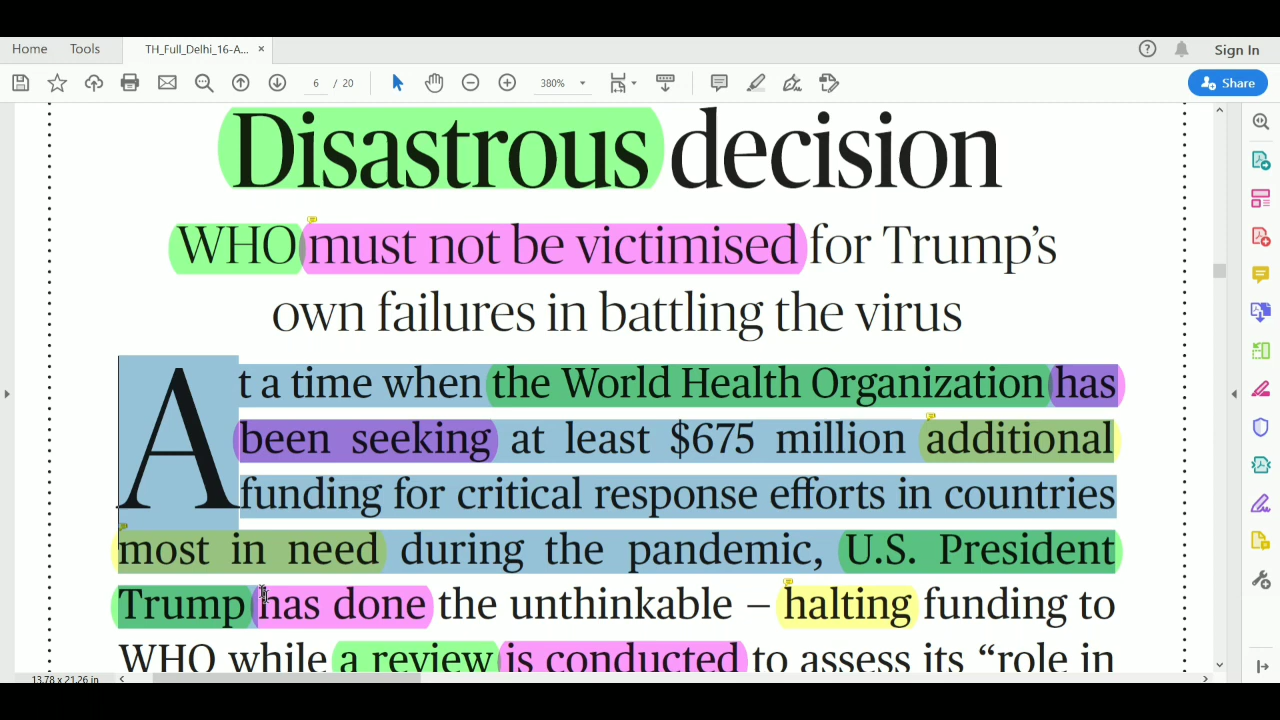 Home Tools TH_Full_Delhi_16-A... × Sign In
6 / 20 380% Share
Disastrous decision
WHO must not be victimised for Trump's
own failures in battling the virus
At a time when the World Health Organization has
been seeking at least $675 million additional
funding for critical response efforts in countries
most in need during the pandemic, U.S. President
Trump has done the unthinkable – halting funding to
WHO while a review is conducted to assess its “role in
13.78 x 21.26 in